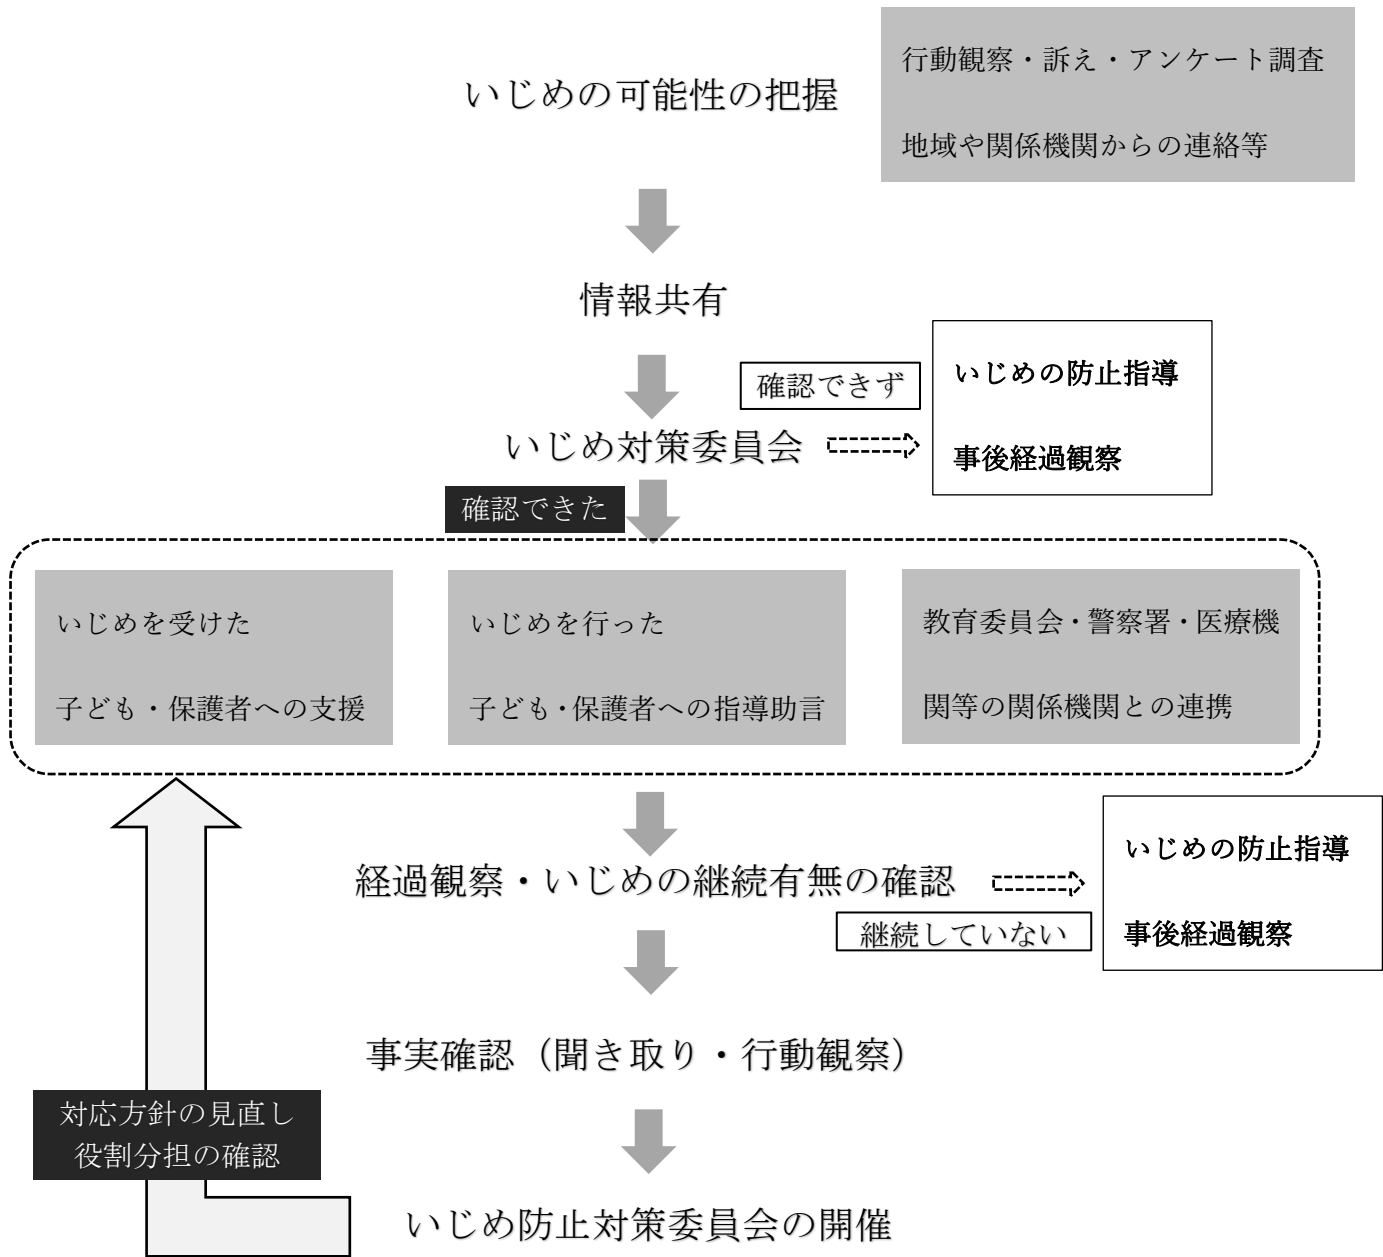 いじめの可能性の把握
行動観察・訴え・アンケート調査
地域や関係機関からの連絡等
情報共有
確認できず
いじめの防止指導
事後経過観察
いじめ対策委員会
確認できた
いじめを受けた
子ども・保護者への支援
いじめを行った
子ども・保護者への指導助言
教育委員会・警察署・医療機
関等の関係機関との連携
経過観察・いじめの継続有無の確認
継続していない
いじめの防止指導
事後経過観察
事実確認（聞き取り・行動観察）
対応方針の見直し
役割分担の確認
いじめ防止対策委員会の開催